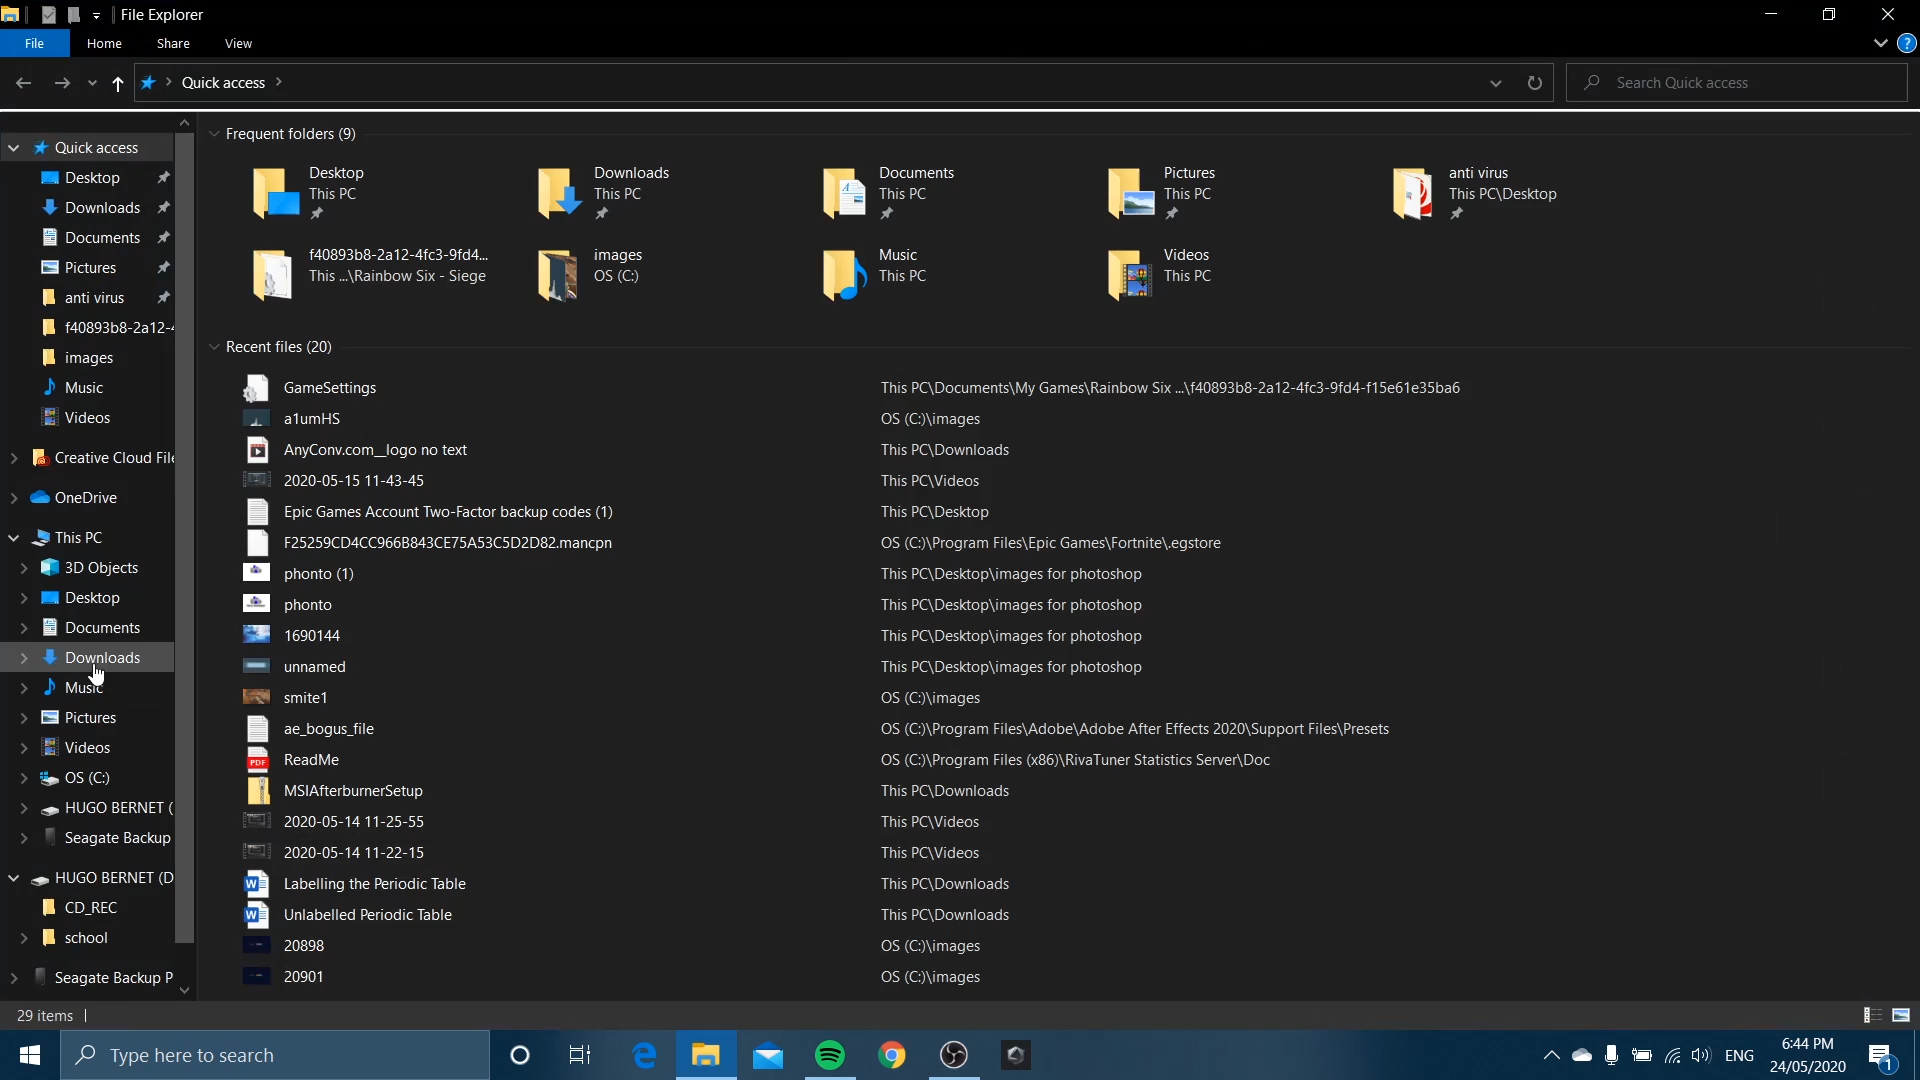 File Explorer
File Home Share View
Quick access
Search Quick access
Quick access
Desktop
Downloads
Documents
Pictures
anti virus
f40893b8-2a12-4
images
Music
Videos
Creative Cloud File
OneDrive
This PC
3D Objects
Desktop
Documents
Downloads
Music
Pictures
Videos
OS (C:)
HUGO BERNET (
Seagate Backup
HUGO BERNET (D
CD_REC
school
Seagate Backup P
Frequent folders (9)
Desktop
This PC
Downloads
This PC
Documents
This PC
Pictures
This PC
anti virus
This PC\Desktop
f40893b8-2a12-4fc3-9fd4...
This ...\Rainbow Six - Siege
images
OS (C:)
Music
This PC
Videos
This PC
Recent files (20)
GameSettings This PC\Documents\My Games\Rainbow Six ...\f40893b8-2a12-4fc3-9fd4-f15e61e35ba6
a1umHS OS (C:)\images
AnyConv.com__logo no text This PC\Downloads
2020-05-15 11-43-45 This PC\Videos
Epic Games Account Two-Factor backup codes (1) This PC\Desktop
F25259CD4CC966B843CE75A53C5D2D82.mancpn OS (C:)\Program Files\Epic Games\Fortnite\.egstore
phonto (1) This PC\Desktop\images for photoshop
phonto This PC\Desktop\images for photoshop
1690144 This PC\Desktop\images for photoshop
unnamed This PC\Desktop\images for photoshop
smite1 OS (C:)\images
ae_bogus_file OS (C:)\Program Files\Adobe\Adobe After Effects 2020\Support Files\Presets
ReadMe OS (C:)\Program Files (x86)\RivaTuner Statistics Server\Doc
MSIAfterburnerSetup This PC\Downloads
2020-05-14 11-25-55 This PC\Videos
2020-05-14 11-22-15 This PC\Videos
Labelling the Periodic Table This PC\Downloads
Unlabelled Periodic Table This PC\Downloads
20898 OS (C:)\images
20901 OS (C:)\images
29 items
Type here to search
ENG
6:44 PM
24/05/2020
1